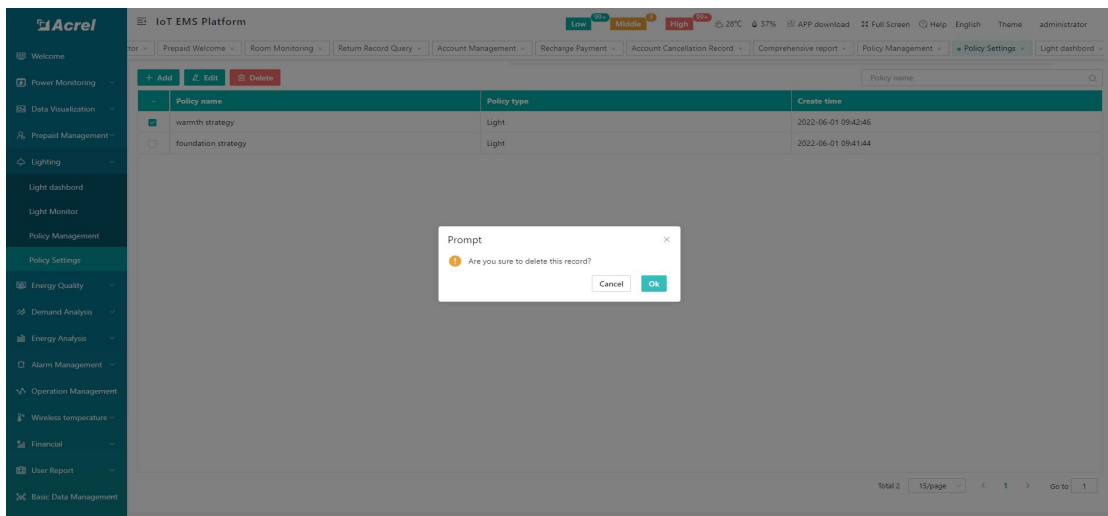 Acrel
IoT EMS Platform
Low 99+ Middle High 99+ 28°C 37% APP download Full Screen Help English Theme administrator
tor Prepaid Welcome Room Monitoring Return Record Query Account Management Recharge Payment Account Cancellation Record Comprehensive report Policy Management Policy Settings Light dashbord
Welcome
Power Monitoring
Data Visualization
Prepaid Management
Lighting
Light dashbord
Light Monitor
Policy Management
Policy Settings
Energy Quality
Demand Analysis
Energy Analysis
Alarm Management
Operation Management
Wireless temperature
Financial
User Report
Basic Data Management
+ Add Edit Delete Policy name
Policy name Policy type Create time
warmth strategy Light 2022-06-01 09:42:46
foundation strategy Light 2022-06-01 09:41:44
Prompt
Are you sure to delete this record?
Cancel Ok
Total 2 15/page < 1 > Go to 1